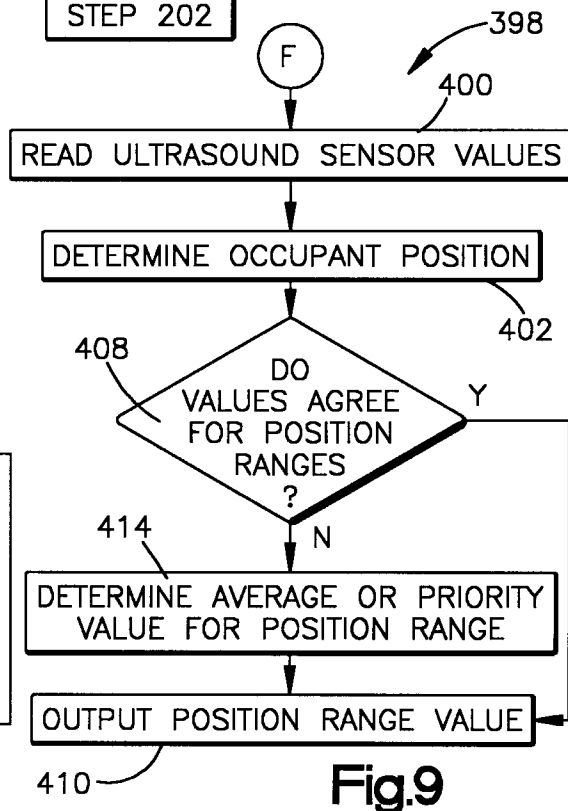 STEP 202
398
F
400
READ ULTRASOUND SENSOR VALUES
DETERMINE OCCUPANT POSITION
402
408
DO
VALUES AGREE
FOR POSITION
RANGES
?
Y
N
414
DETERMINE AVERAGE OR PRIORITY
VALUE FOR POSITION RANGE
OUTPUT POSITION RANGE VALUE
410
Fig.9